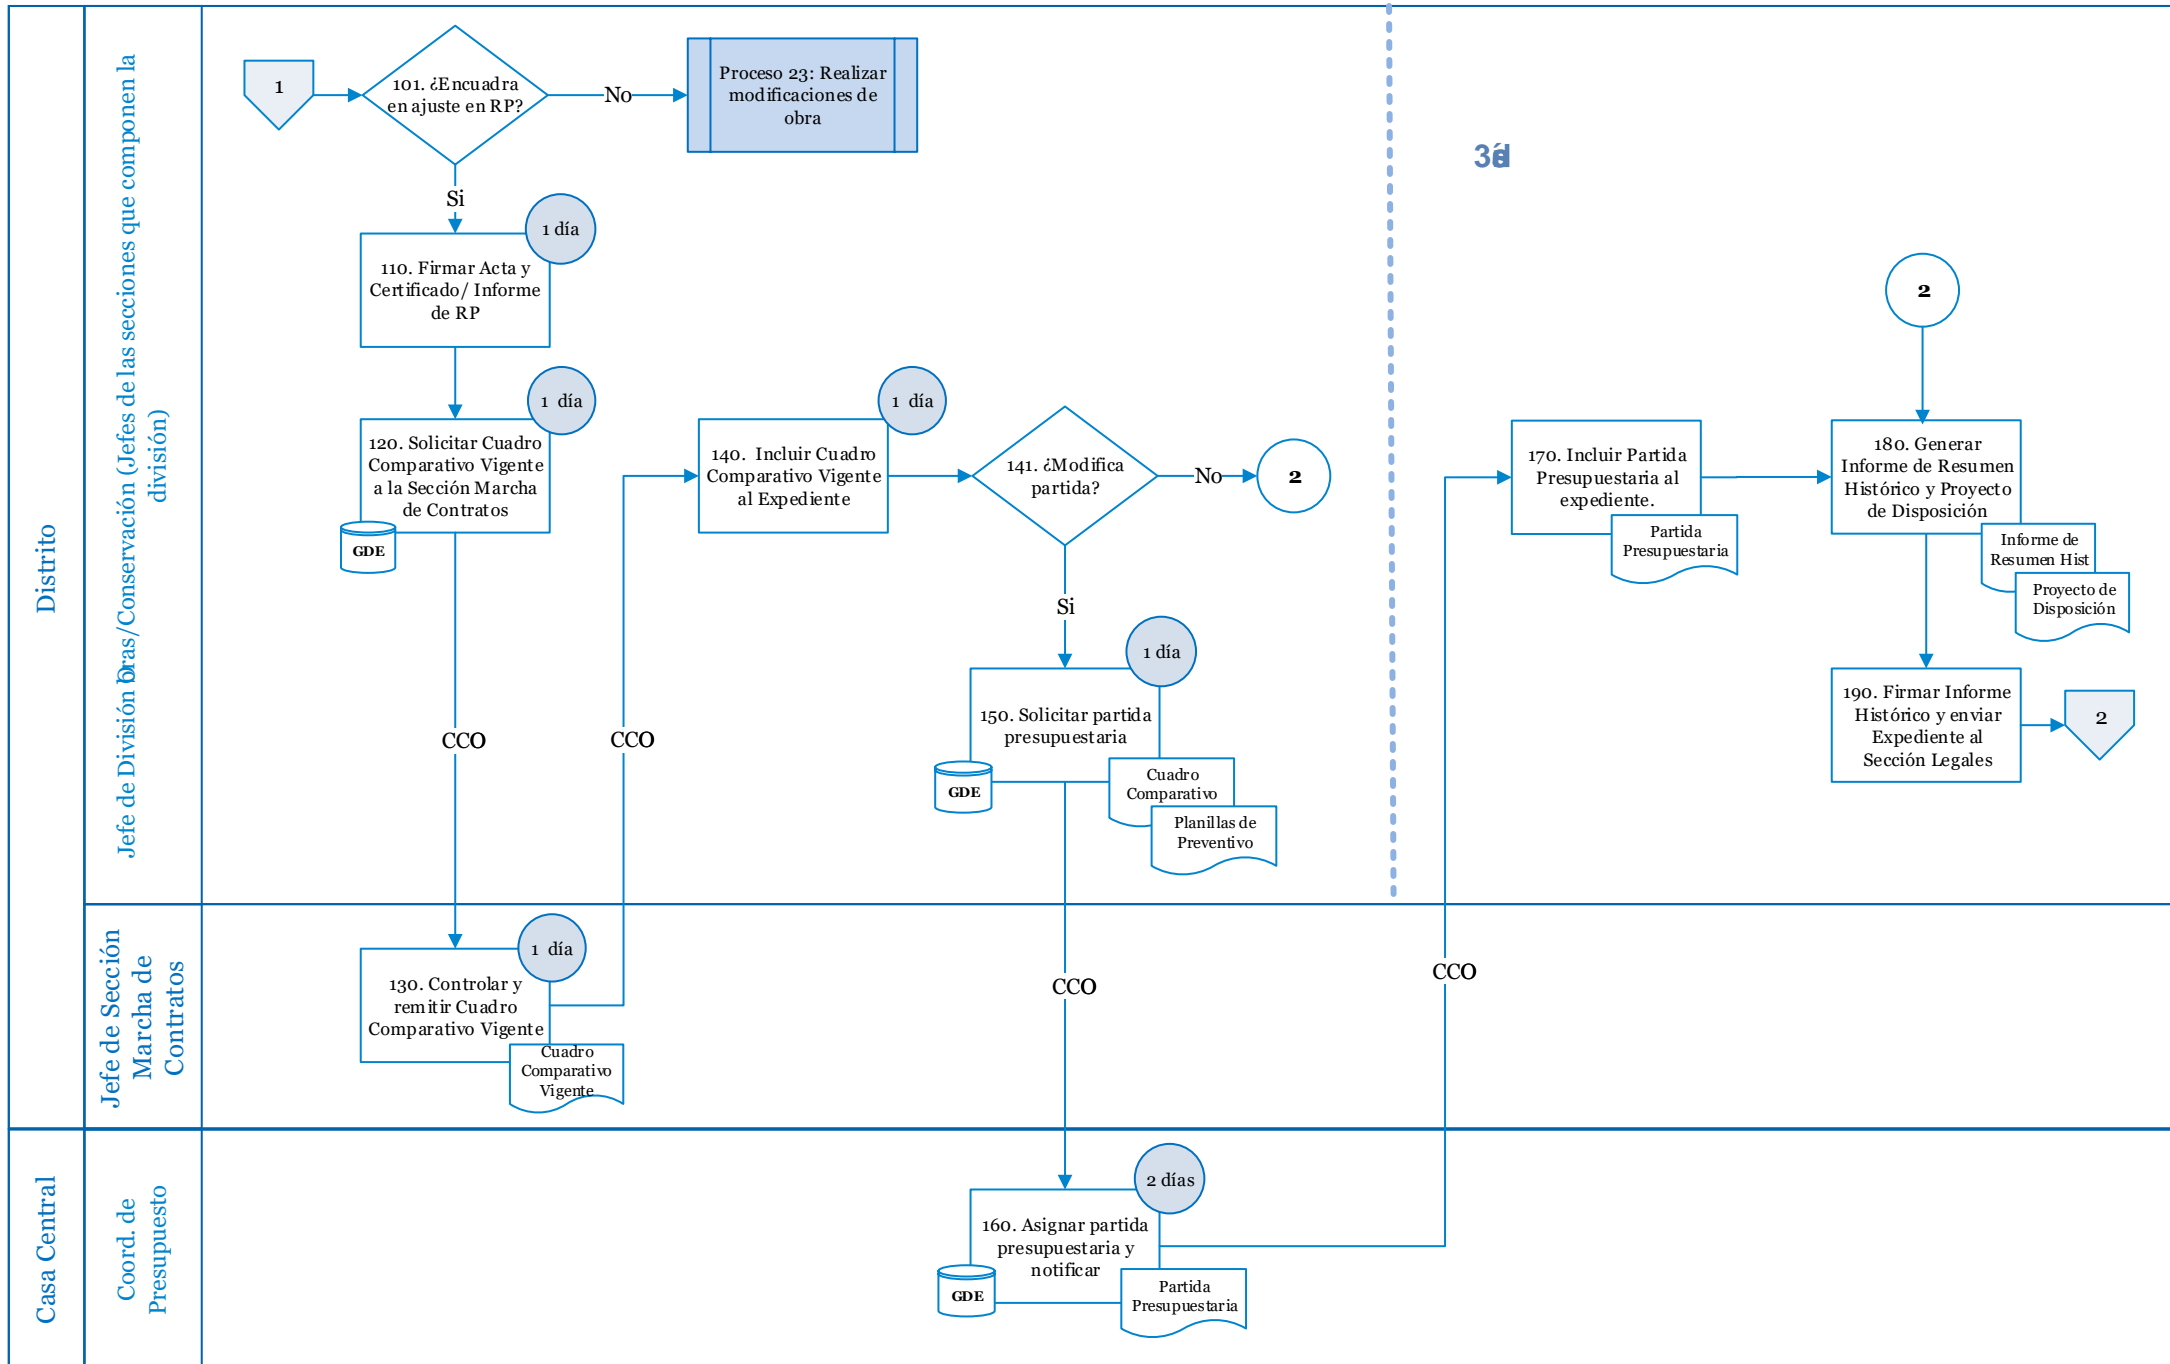 Distrito
Casa Central
Jefe de División Obras/Conservación (Jefes de las secciones que componen la
división)
Jefe de Sección
Marcha de
Contratos
Coord. de
Presupuesto
1
101. ¿Encuadra
en ajuste en RP?
No
Proceso 23: Realizar
modificaciones de
obra
Si
1 día
110. Firmar Acta y
Certificado/ Informe
de RP
1 día
120. Solicitar Cuadro
Comparativo Vigente
a la Sección Marcha
de Contratos
GDE
CCO
1 día
130. Controlar y
remitir Cuadro
Comparativo Vigente
Cuadro
Comparativo
Vigente
CCO
1 día
140. Incluir Cuadro
Comparativo Vigente
al Expediente
141. ¿Modifica
partida?
No
2
Si
1 día
150. Solicitar partida
presupuestaria
GDE
Cuadro
Comparativo
Planillas de
Preventivo
CCO
2 días
160. Asignar partida
presupuestaria y
notificar
GDE
Partida
Presupuestaria
CCO
170. Incluir Partida
Presupuestaria al
expediente.
Partida
Presupuestaria
2
180. Generar
Informe de Resumen
Histórico y Proyecto
de Disposición
Informe de
Resumen Hist
Proyecto de
Disposición
190. Firmar Informe
Histórico y enviar
Expediente al
Sección Legales
2